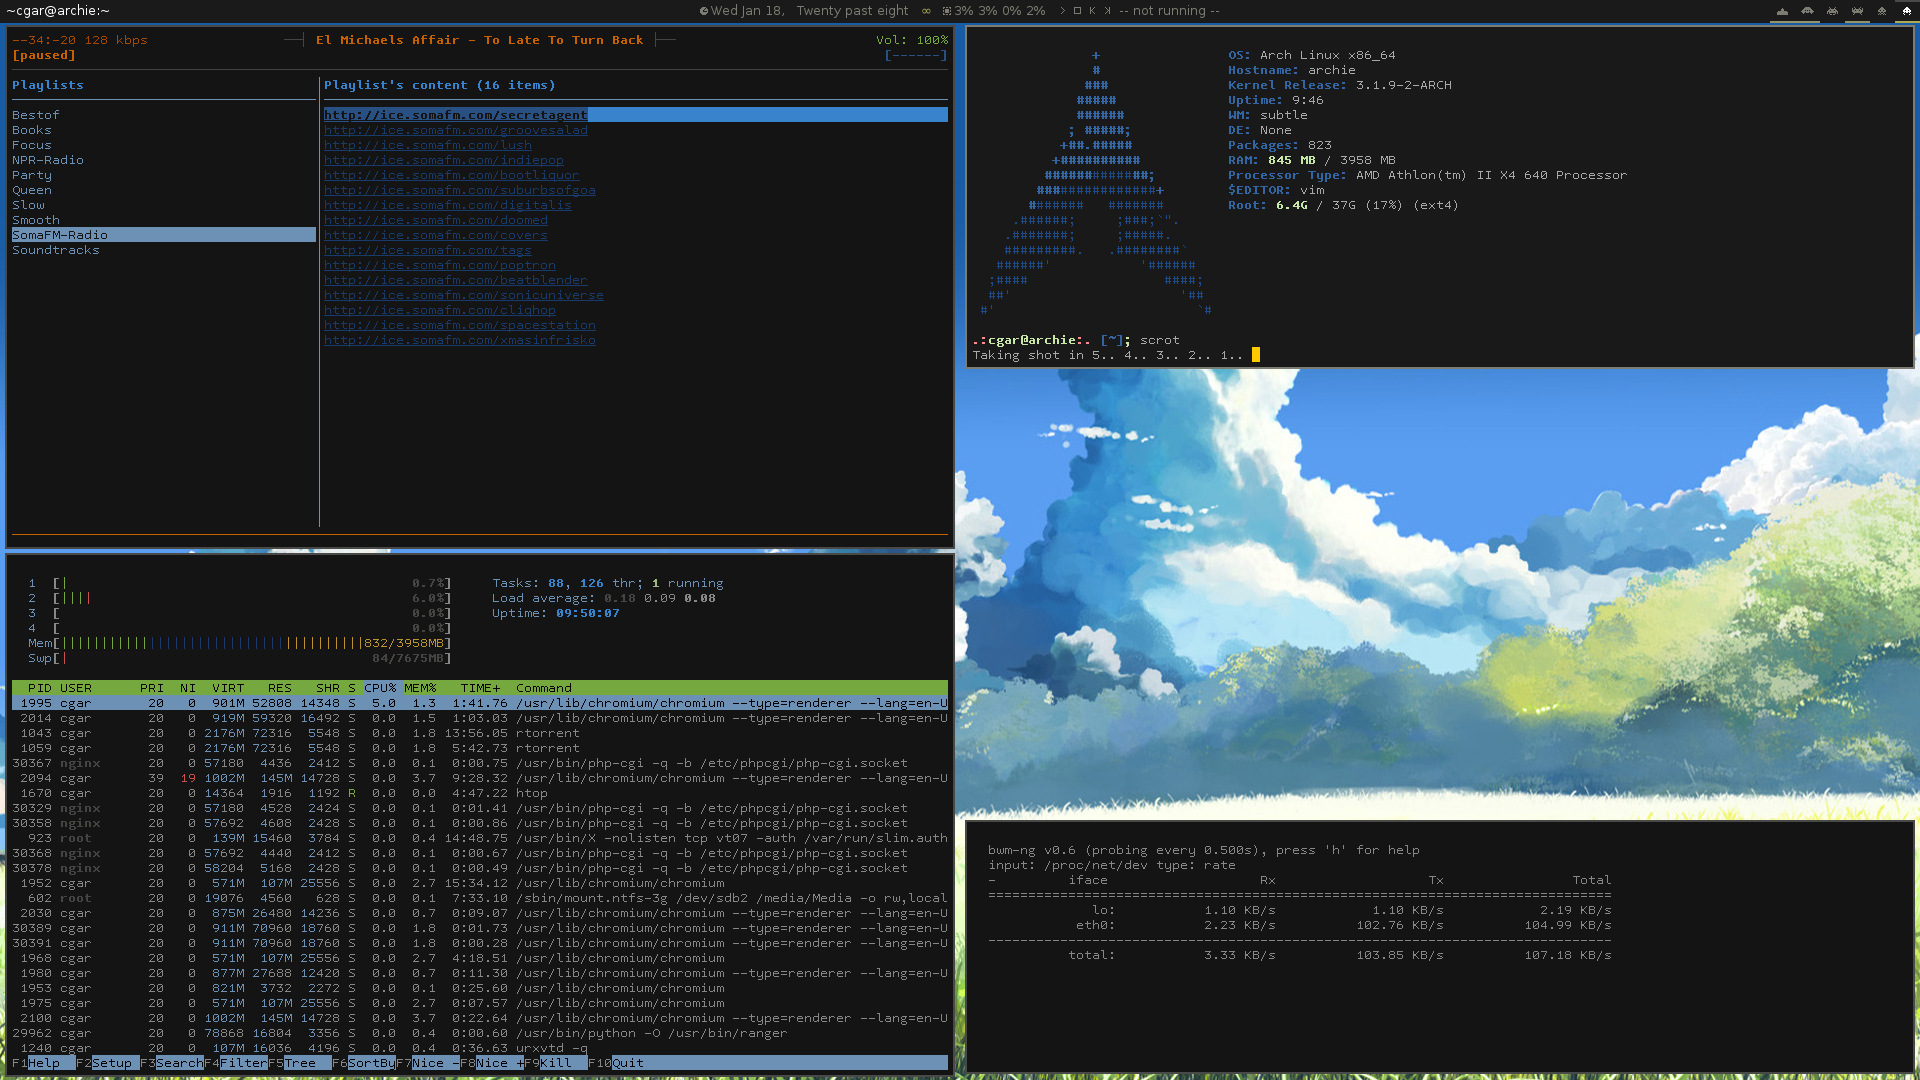 ~cgar@archie:~
Wed Jan 18, Twenty past eight ∞ 3% 3% 0% 2% -- not running --
--34:-20 128 kbps El Michaels Affair - To Late To Turn Back Vol: 100%
[paused] [------]
Playlists
Bestof
Books
Focus
NPR-Radio
Party
Queen
Slow
Smooth
SomaFM-Radio
Soundtracks
Playlist's content (16 items)
http://ice.somafm.com/secretagent
http://ice.somafm.com/groovesalad
http://ice.somafm.com/lush
http://ice.somafm.com/indiepop
http://ice.somafm.com/bootliquor
http://ice.somafm.com/suburbsofgoa
http://ice.somafm.com/digitalis
http://ice.somafm.com/doomed
http://ice.somafm.com/covers
http://ice.somafm.com/tags
http://ice.somafm.com/poptron
http://ice.somafm.com/beatblender
http://ice.somafm.com/sonicuniverse
http://ice.somafm.com/cliqhop
http://ice.somafm.com/spacestation
http://ice.somafm.com/xmasinfrisko
OS: Arch Linux x86_64
Hostname: archie
Kernel Release: 3.1.9-2-ARCH
Uptime: 9:46
WM: subtle
DE: None
Packages: 823
RAM: 845 MB / 3958 MB
Processor Type: AMD Athlon(tm) II X4 640 Processor
$EDITOR: vim
Root: 6.4G / 37G (17%) (ext4)
.:cgar@archie:. [~]; scrot
Taking shot in 5.. 4.. 3.. 2.. 1..
1 [| 0.7%]
2 [|||| 6.0%]
3 [ 0.0%]
4 [ 0.0%]
Mem[||||||||||||||||||||||||||||||||||||||832/3958MB]
Swp[| 84/7675MB]
Tasks: 88, 126 thr; 1 running
Load average: 0.18 0.09 0.08
Uptime: 09:50:07
PID USER PRI NI VIRT RES SHR S CPU% MEM% TIME+ Command
1995 cgar 20 0 901M 52808 14348 S 5.0 1.3 1:41.76 /usr/lib/chromium/chromium --type=renderer --lang=en-U
2014 cgar 20 0 919M 59320 16492 S 0.0 1.5 1:03.03 /usr/lib/chromium/chromium --type=renderer --lang=en-U
1043 cgar 20 0 2176M 72316 5548 S 0.0 1.8 13:56.05 rtorrent
1059 cgar 20 0 2176M 72316 5548 S 0.0 1.8 5:42.73 rtorrent
30367 nginx 20 0 57180 4436 2412 S 0.0 0.1 0:00.75 /usr/bin/php-cgi -q -b /etc/phpcgi/php-cgi.socket
2094 cgar 39 19 1002M 145M 14728 S 0.0 3.7 9:28.32 /usr/lib/chromium/chromium --type=renderer --lang=en-U
1670 cgar 20 0 14364 1916 1192 R 0.0 0.0 4:47.22 htop
30329 nginx 20 0 57180 4528 2424 S 0.0 0.1 0:01.41 /usr/bin/php-cgi -q -b /etc/phpcgi/php-cgi.socket
30358 nginx 20 0 57692 4608 2428 S 0.0 0.1 0:00.86 /usr/bin/php-cgi -q -b /etc/phpcgi/php-cgi.socket
923 root 20 0 139M 15460 3784 S 0.0 0.4 14:48.75 /usr/bin/X -nolisten tcp vt07 -auth /var/run/slim.auth
30368 nginx 20 0 57692 4440 2412 S 0.0 0.1 0:00.67 /usr/bin/php-cgi -q -b /etc/phpcgi/php-cgi.socket
30378 nginx 20 0 58204 5168 2428 S 0.0 0.1 0:00.49 /usr/bin/php-cgi -q -b /etc/phpcgi/php-cgi.socket
1952 cgar 20 0 571M 107M 25556 S 0.0 2.7 15:34.12 /usr/lib/chromium/chromium
602 root 20 0 19076 4560 628 S 0.0 0.1 7:33.10 /sbin/mount.ntfs-3g /dev/sdb2 /media/Media -o rw,local
2030 cgar 20 0 875M 26480 14236 S 0.0 0.7 0:09.07 /usr/lib/chromium/chromium --type=renderer --lang=en-U
30389 cgar 20 0 911M 70960 18760 S 0.0 1.8 0:01.73 /usr/lib/chromium/chromium --type=renderer --lang=en-U
30391 cgar 20 0 911M 70960 18760 S 0.0 1.8 0:00.28 /usr/lib/chromium/chromium --type=renderer --lang=en-U
1968 cgar 20 0 571M 107M 25556 S 0.0 2.7 4:18.51 /usr/lib/chromium/chromium
1980 cgar 20 0 877M 27688 12420 S 0.0 0.7 0:11.30 /usr/lib/chromium/chromium --type=renderer --lang=en-U
1953 cgar 20 0 821M 3732 2272 S 0.0 0.1 0:25.60 /usr/lib/chromium/chromium
1975 cgar 20 0 571M 107M 25556 S 0.0 2.7 0:07.57 /usr/lib/chromium/chromium
2100 cgar 20 0 1002M 145M 14728 S 0.0 3.7 0:22.64 /usr/lib/chromium/chromium --type=renderer --lang=en-U
29962 cgar 20 0 78868 16804 3356 S 0.0 0.4 0:00.60 /usr/bin/python -O /usr/bin/ranger
1240 cgar 20 0 107M 16036 4196 S 0.0 0.4 0:36.63 urxvtd -q
F1Help F2Setup F3SearchF4FilterF5Tree F6SortByF7Nice -F8Nice +F9Kill F10Quit
bwm-ng v0.6 (probing every 0.500s), press 'h' for help
input: /proc/net/dev type: rate
- iface Rx Tx Total
lo: 1.10 KB/s 1.10 KB/s 2.19 KB/s
eth0: 2.23 KB/s 102.76 KB/s 104.99 KB/s
total: 3.33 KB/s 103.85 KB/s 107.18 KB/s